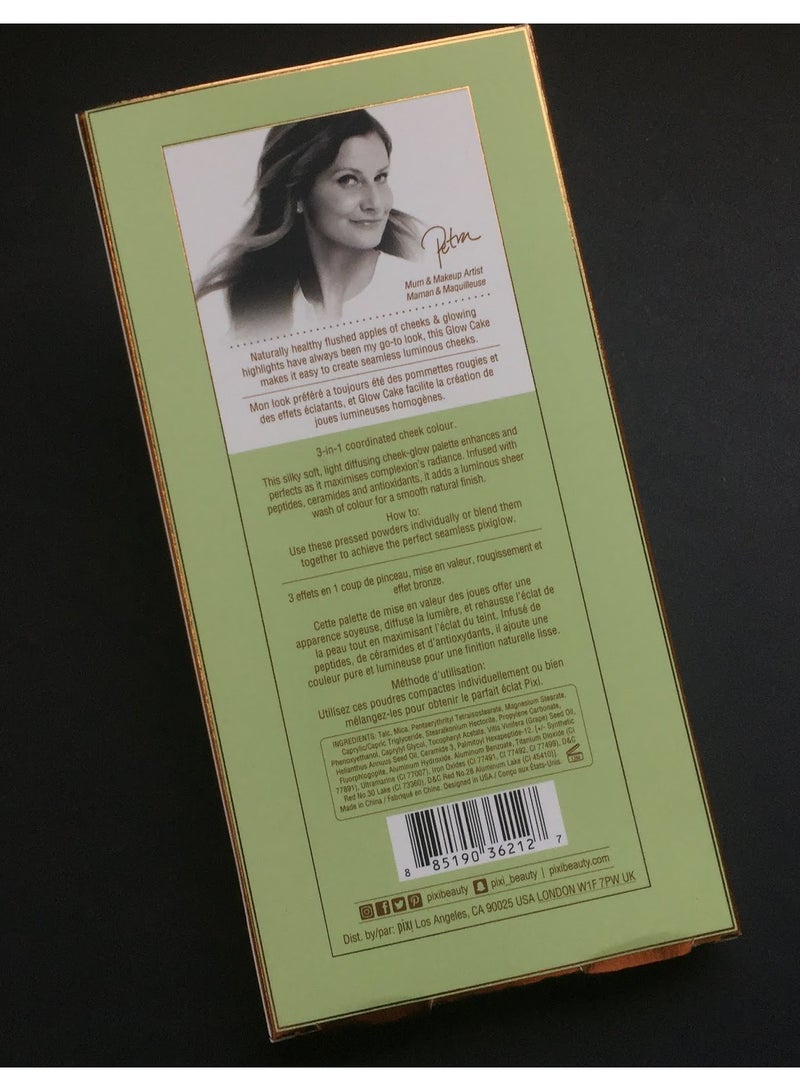 Petra
Mum & Makeup Artist
Maman & Maquilleuse
Naturally healthy flushed apples of cheeks & glowing
highlights have always been my go-to look, this Glow Cake
makes it easy to create seamless luminous cheeks.
Mon look préféré a toujours été des pommettes rougies et
des effets éclatants, et Glow Cake facilite la création de
joues lumineuses homogènes.
3-in-1 coordinated cheek colour.
This silky soft, light diffusing cheek-glow palette enhances and
perfects as it maximises complexion's radiance. Infused with
peptides, ceramides and antioxidants, it adds a luminous sheer
wash of colour for a smooth natural finish.
How to:
Use these pressed powders individually or blend them
together to achieve the perfect seamless pixiglow.
3 effets en 1 coup de pinceau, mise en valeur, rougissement et
effet bronze.
Cette palette de mise en valeur des joues offer une
apparence soyeuse, diffuse la lumière, et rehausse l'éclat de
la peau tout en maximisant l'éclat du teint. Infusé de
peptides, de céramides et d'antioxydants, il ajoute une
couleur pure et lumineuse pour une finition naturelle lisse.
Méthode d'utilisation:
Utilisez ces poudres compactes individuellement ou bien
mélangez-les pour obtenir le parfait éclat Pixi.
INGREDIENTS: Talc, Mica, Pentaerythrityl Tetraisostearate, Magnesium Stearate,
Caprylic/Capric Triglyceride, Stearalkonium Hectorite, Propylene Carbonate,
Phenoxyethanol, Caprylyl Glycol, Tocopheryl Acetate, Vitis Vinifera (Grape) Seed Oil,
Helianthus Annuus Seed Oil, Ceramide 3, Palmitoyl Hexapeptide-12. [+/- Synthetic
Fluorphlogopite, Aluminum Hydroxide, Aluminum Benzoate, Titanium Dioxide (CI
77891), Ultramarine (CI 77007), Iron Oxides (CI 77491, CI 77492, CI 77499), D&C
Red No.30 Lake (CI 73360), D&C Red No.28 Aluminum Lake (CI 45410)].
Made in China / Fabriqué en Chine. Designed in USA / Conçu aux États-Unis.
12M
8 85190 36212 7
pixibeauty pixi_beauty | pixibeauty.com
Dist. by/par: pixi Los Angeles, CA 90025 USA LONDON W1F 7PW UK